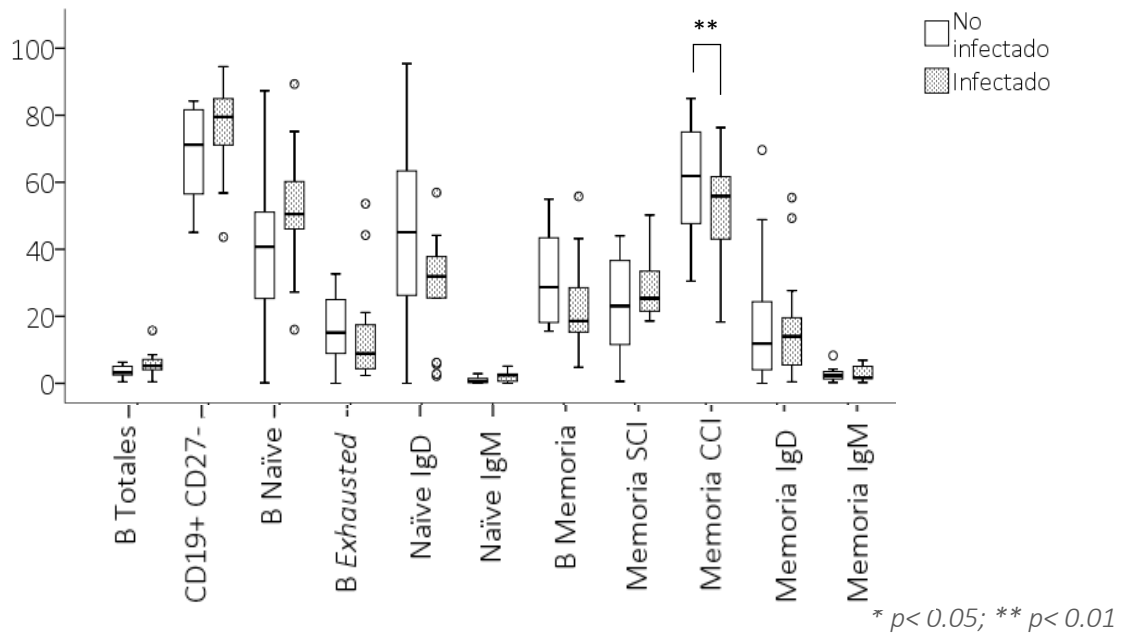 **
No
infectado
Infectado
100
80
60
40
20
0
B Totales
CD19+ CD27-
B Naïve
B Exhausted
Naïve IgD
Naïve IgM
B Memoria
Memoria SCI
Memoria CCI
Memoria IgD
Memoria IgM
* p< 0.05; ** p< 0.01